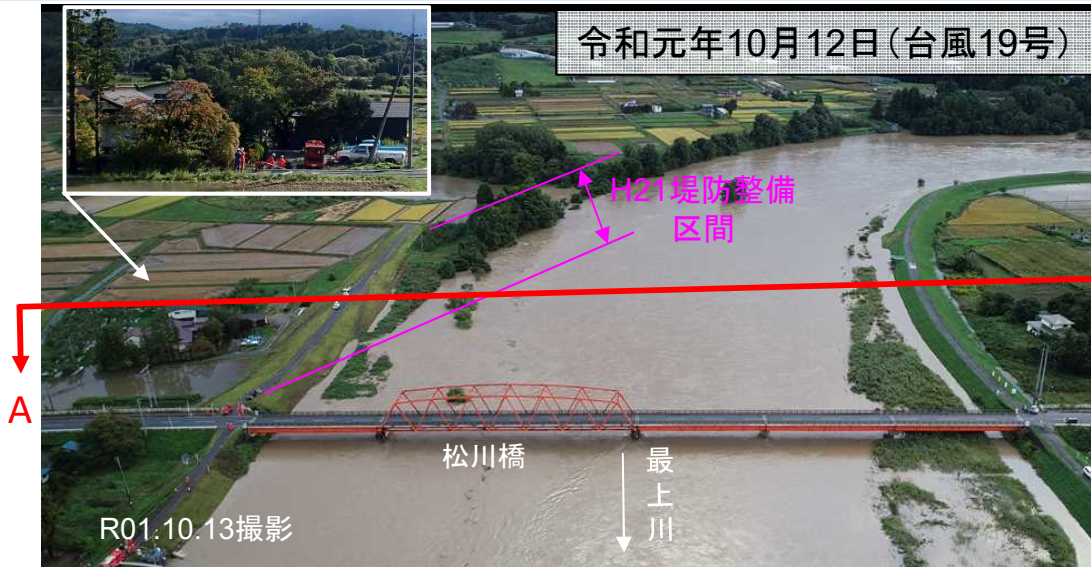 令和元年10月12日(台風19号)
H21堤防整備
区間
A
松川橋
最上川
R01.10.13撮影